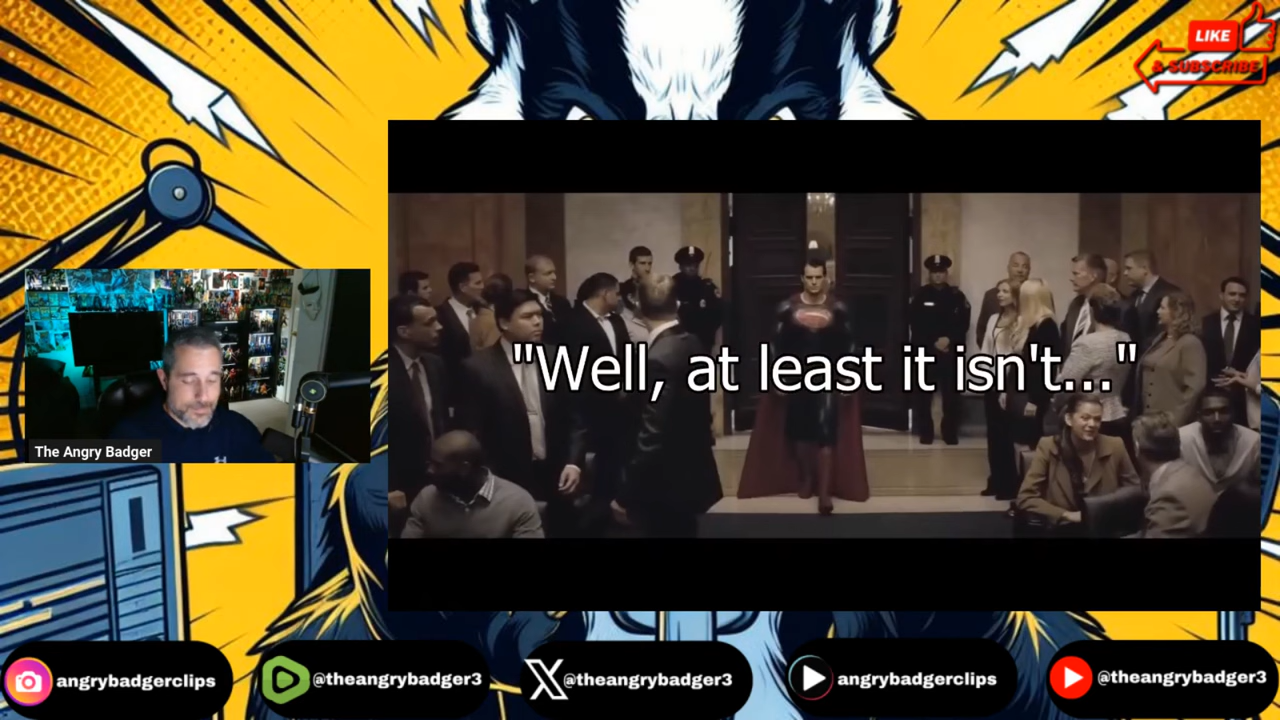 LIKE
& SUBSCRIBE
"Well, at least it isn't..."
The Angry Badger
angrybadgerclips
@theangrybadger3
@theangrybadger3
angrybadgerclips
@theangrybadger3